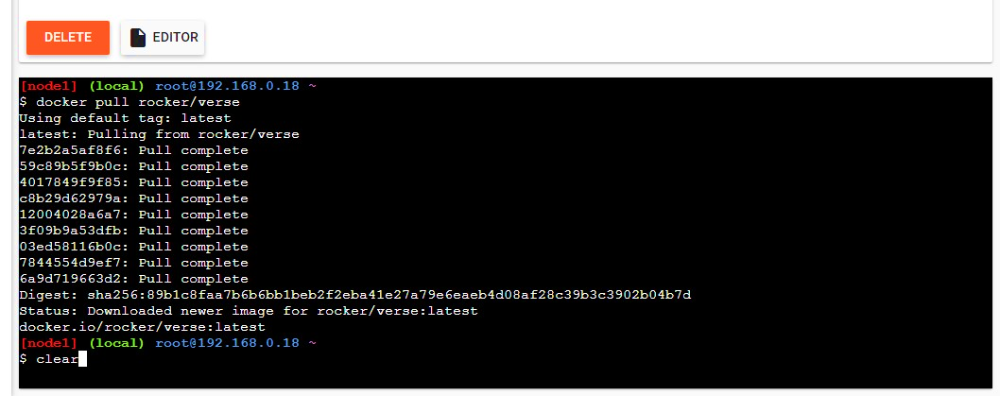 DELETE EDITOR
[node1] (local) root@192.168.0.18 ~
$ docker pull rocker/verse
Using default tag: latest
latest: Pulling from rocker/verse
7e2b2a5af8f6: Pull complete
59c89b5f9b0c: Pull complete
4017849f9f85: Pull complete
c8b29d62979a: Pull complete
12004028a6a7: Pull complete
3f09b9a53dfb: Pull complete
03ed58116b0c: Pull complete
7844554d9ef7: Pull complete
6a9d719663d2: Pull complete
Digest: sha256:89b1c8faa7b6b6bb1beb2f2eba41e27a79e6eaeb4d08af28c39b3c3902b04b7d
Status: Downloaded newer image for rocker/verse:latest
docker.io/rocker/verse:latest
[node1] (local) root@192.168.0.18 ~
$ clear